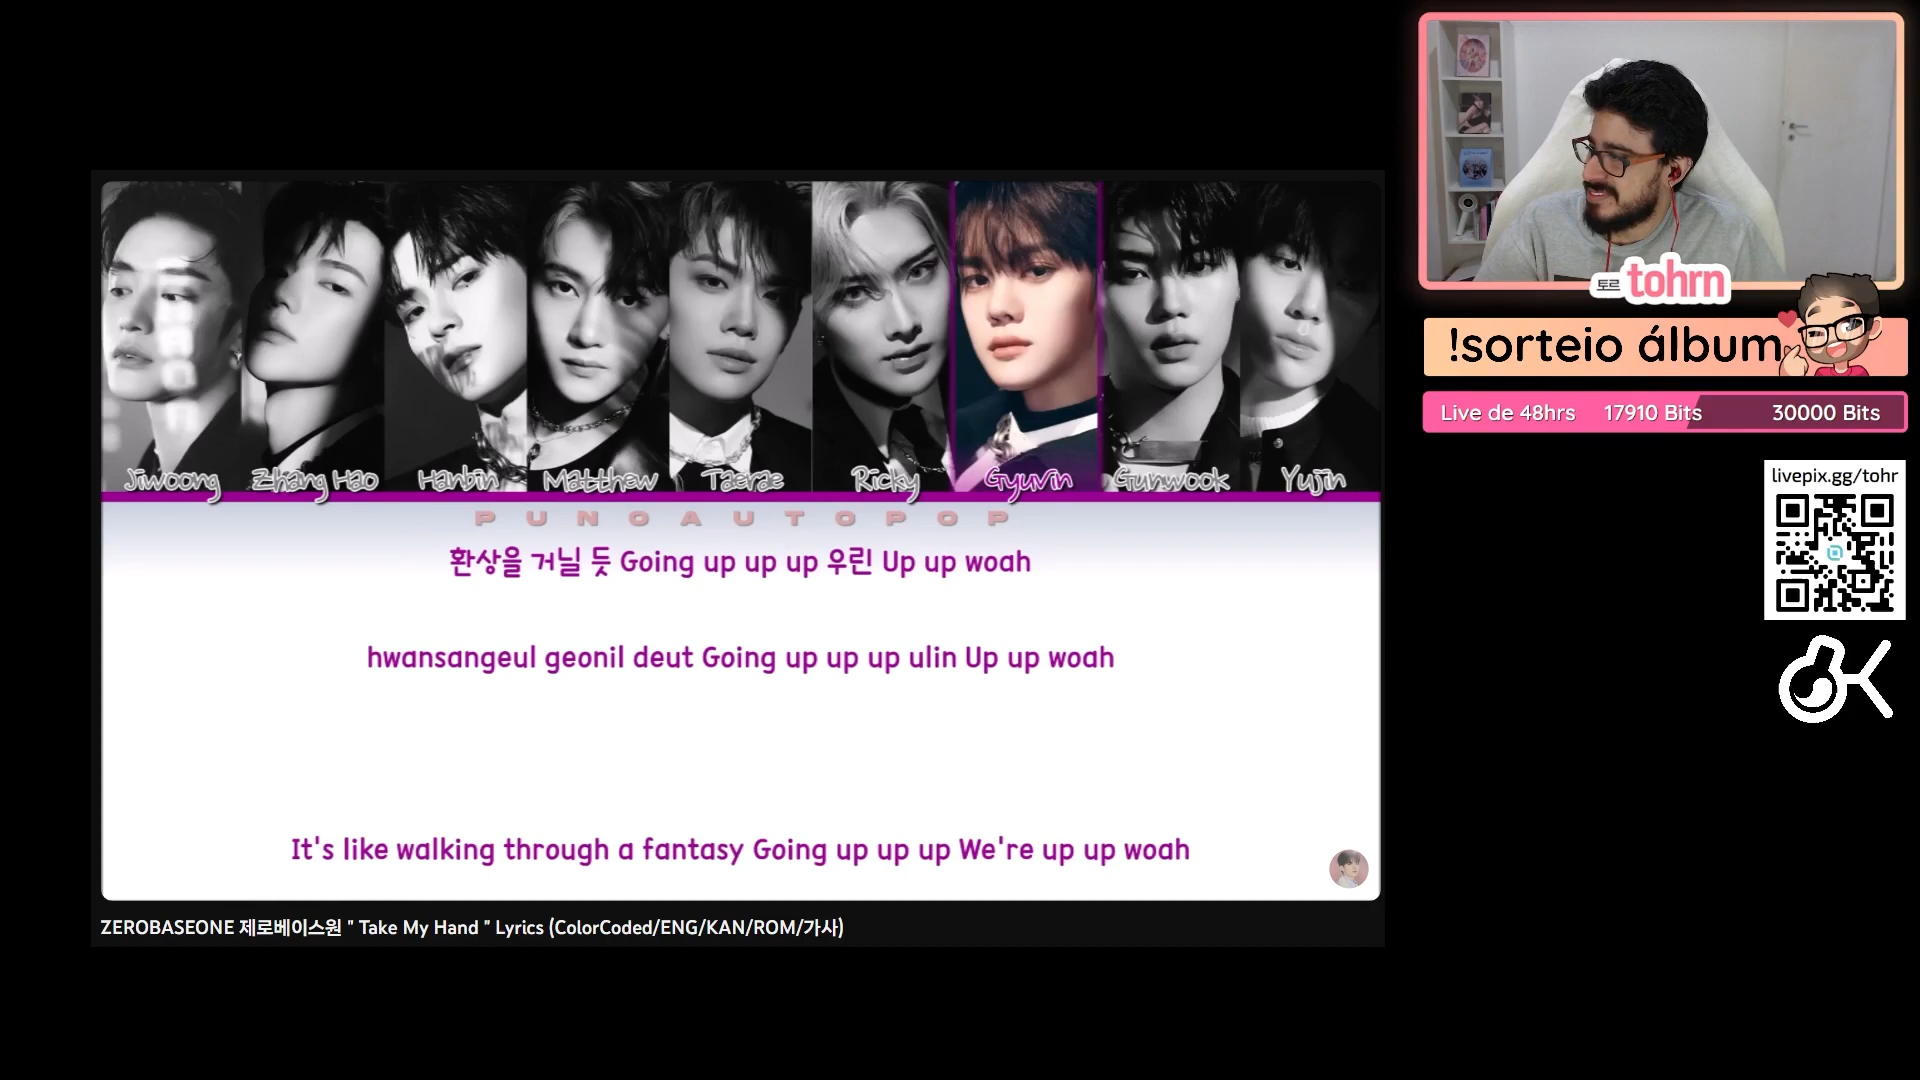 Jiwoong Zhang Hao Hanbin Matthew Taerae Ricky Gyuvin Gunwook Yujin
PUNOAUTOPOP
환상을 거닐 듯 Going up up up 우린 Up up woah
hwansangeul geonil deut Going up up up ulin Up up woah
It's like walking through a fantasy Going up up up We're up up woah
ZEROBASEONE 제로베이스원 " Take My Hand " Lyrics (ColorCoded/ENG/KAN/ROM/가사)
토르 tohrn
!sorteio álbum
Live de 48hrs 17910 Bits 30000 Bits
livepix.gg/tohr